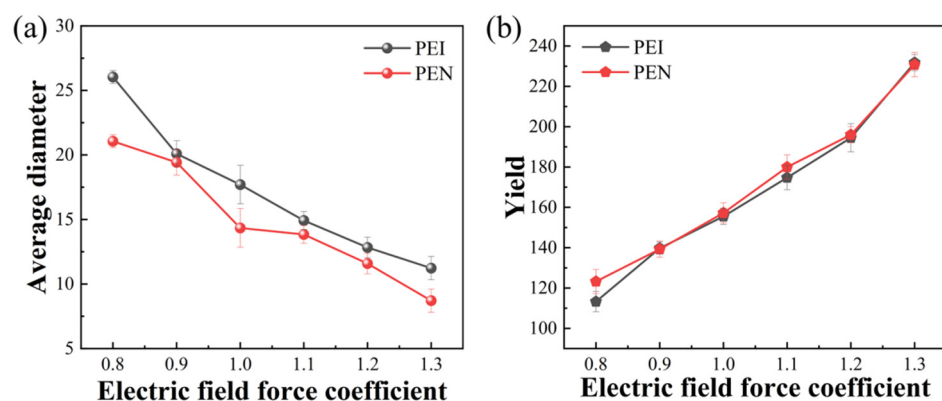 (a)
30
25
20
15
10
5
Average diameter
PEI
PEN
0.8 0.9 1.0 1.1 1.2 1.3
Electric field force coefficient
(b)
240
220
200
180
160
140
120
100
Yield
PEI
PEN
0.8 0.9 1.0 1.1 1.2 1.3
Electric field force coefficient